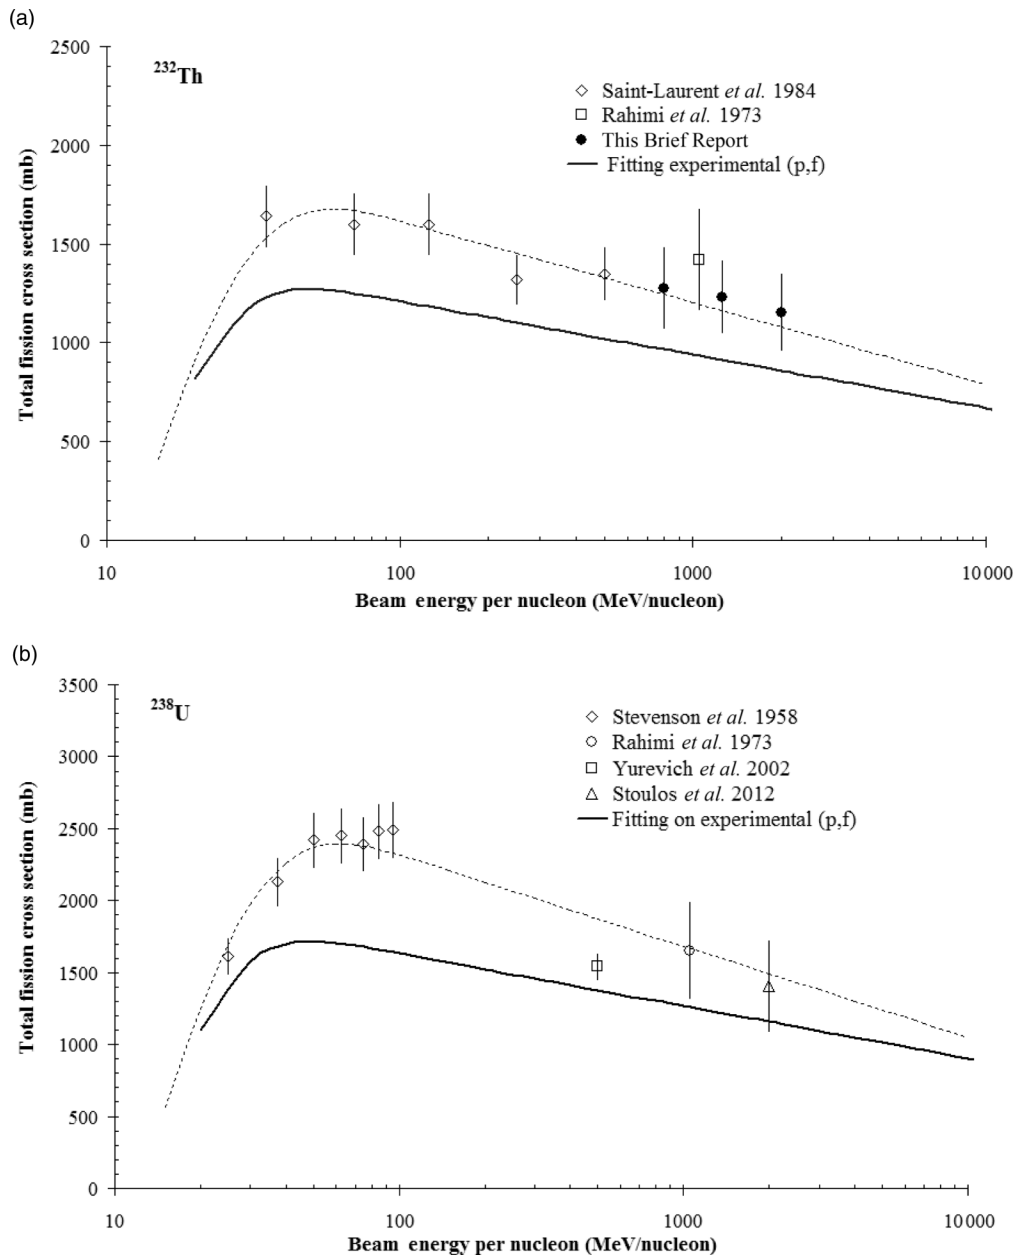 (a)
2500
2000
1500
1000
500
0
Total fission cross section (mb)
²³²Th
Saint-Laurent et al. 1984
Rahimi et al. 1973
This Brief Report
Fitting experimental (p,f)
10
100
1000
10000
Beam energy per nucleon (MeV/nucleon)
(b)
3500
3000
2500
2000
1500
1000
500
0
Total fission cross section (mb)
²³⁸U
Stevenson et al. 1958
Rahimi et al. 1973
Yurevich et al. 2002
Stoulos et al. 2012
Fitting on experimental (p,f)
10
100
1000
10000
Beam energy per nucleon (MeV/nucleon)